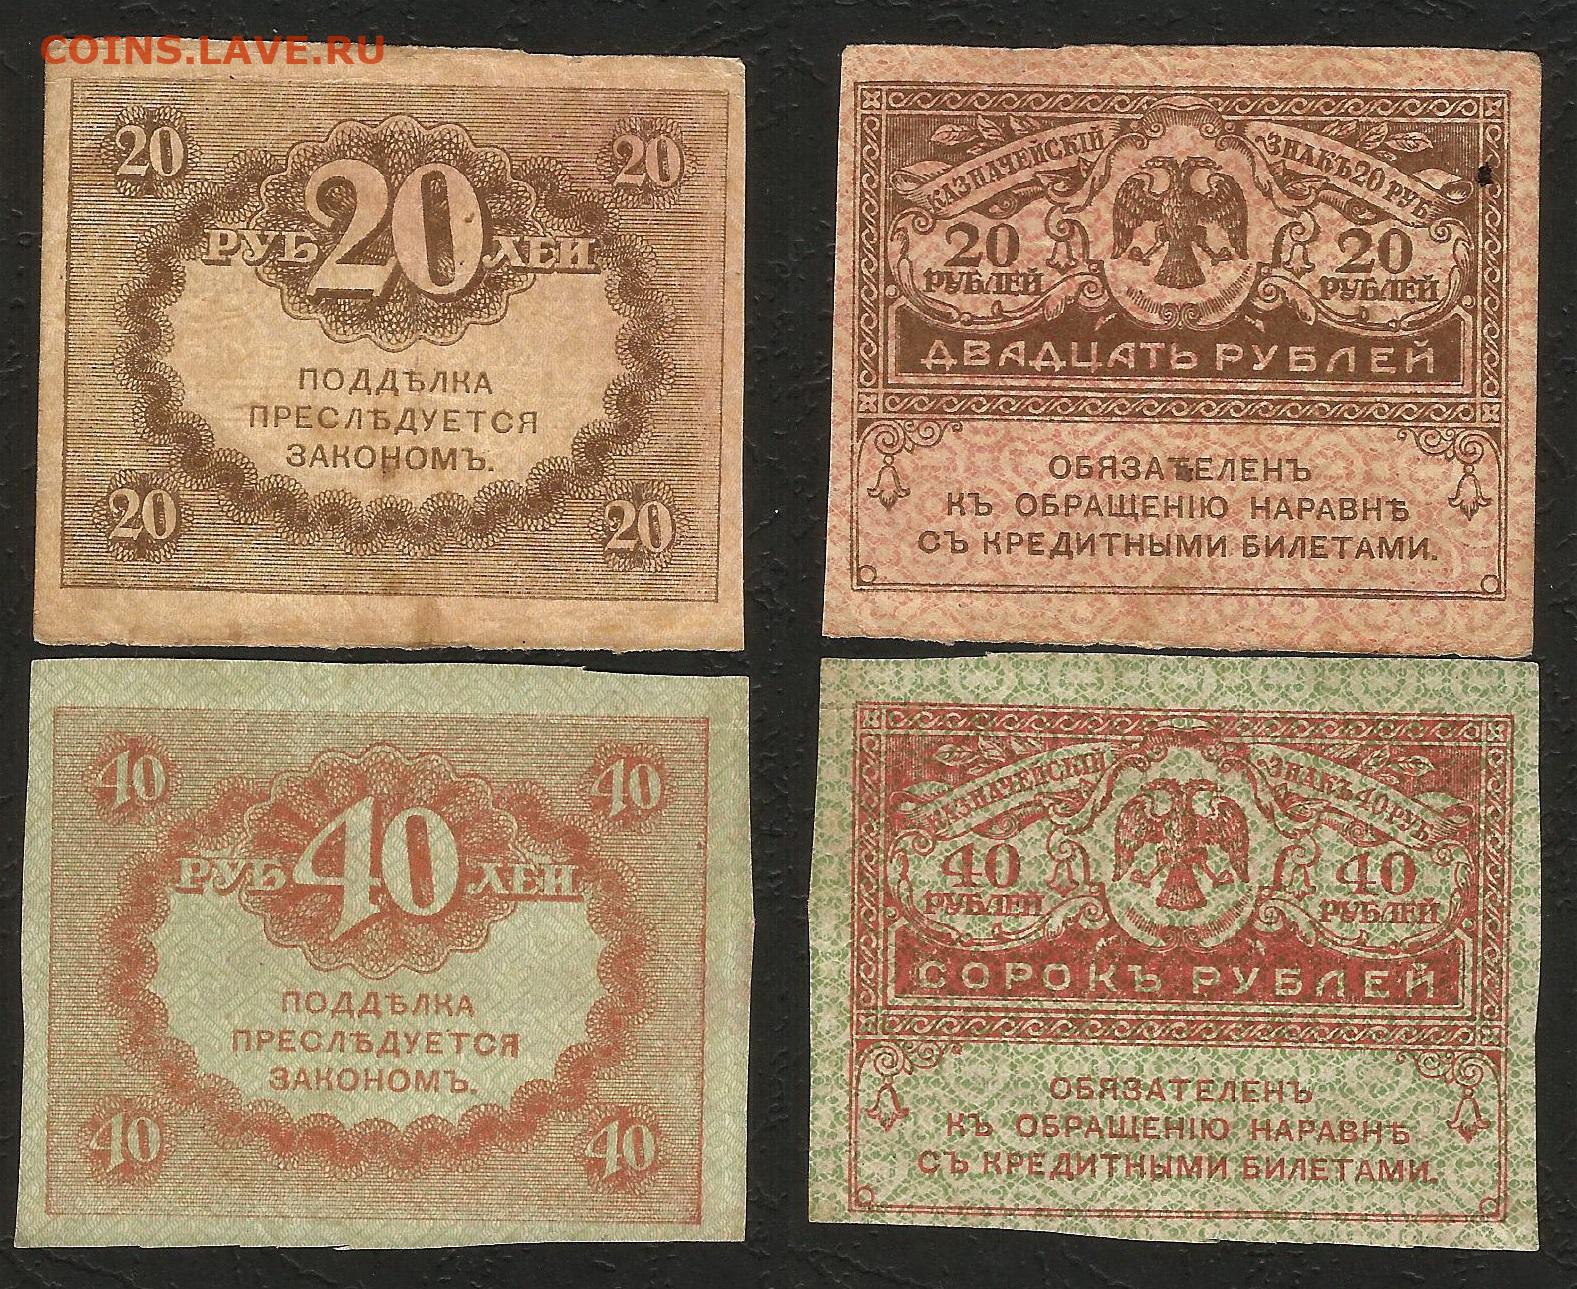 COINS.LAVE.RU
20 20
РУБ 20 ЛЕЙ
ПОДДѢЛКА
ПРЕСЛѢДУЕТСЯ
ЗАКОНОМЪ.
20 20
КАЗНАЧЕЙСКІЙ ЗНАКЪ 20 РУБ.
20 20
РУБЛЕЙ РУБЛЕЙ
ДВАДЦАТЬ РУБЛЕЙ
ОБЯЗАТЕЛЕНЪ
КЪ ОБРАЩЕНІЮ НАРАВНѢ
СЪ КРЕДИТНЫМИ БИЛЕТАМИ.
40 40
РУБ 40 ЛЕЙ
ПОДДѢЛКА
ПРЕСЛѢДУЕТСЯ
ЗАКОНОМЪ.
40 40
КАЗНАЧЕЙСКІЙ ЗНАКЪ 40 РУБ.
40 40
РУБЛЕЙ РУБЛЕЙ
СОРОКЪ РУБЛЕЙ
ОБЯЗАТЕЛЕНЪ
КЪ ОБРАЩЕНІЮ НАРАВНѢ
СЪ КРЕДИТНЫМИ БИЛЕТАМИ.